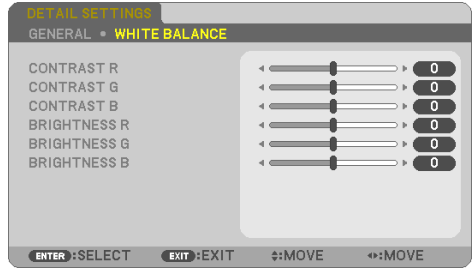 DETAIL SETTINGS
GENERAL • WHITE BALANCE
CONTRAST R 0
CONTRAST G 0
CONTRAST B 0
BRIGHTNESS R 0
BRIGHTNESS G 0
BRIGHTNESS B 0
ENTER :SELECT EXIT :EXIT :MOVE :MOVE